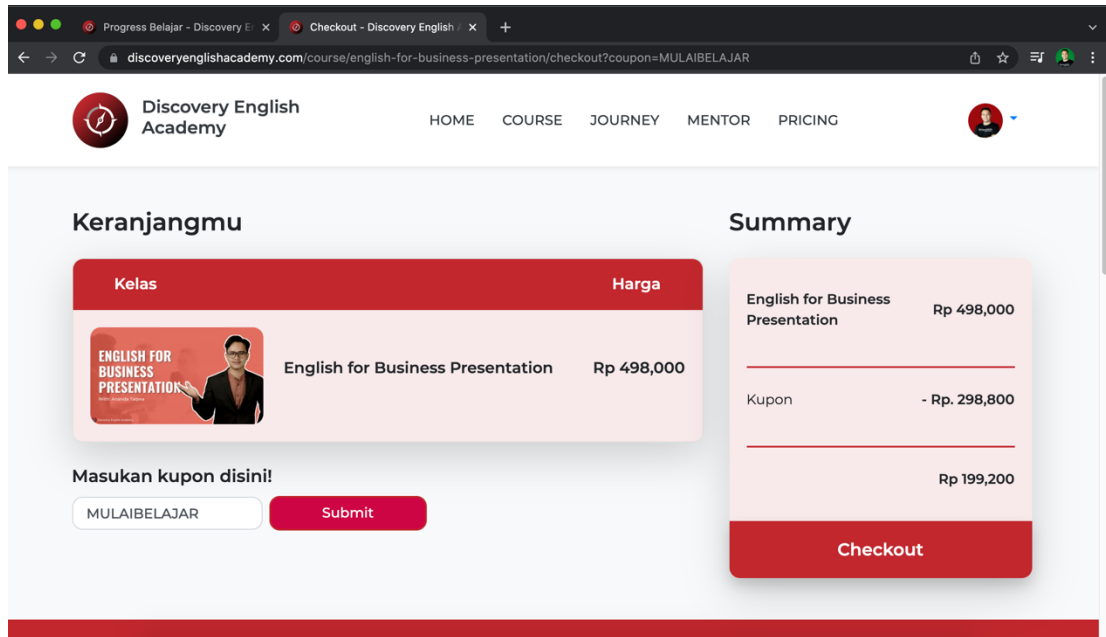 Progress Belajar - Discovery E
Checkout - Discovery English A
discoveryenglishacademy.com/course/english-for-business-presentation/checkout?coupon=MULAIBELAJAR
Discovery English
Academy
HOME COURSE JOURNEY MENTOR PRICING
Keranjangmu
Kelas Harga
ENGLISH FOR
BUSINESS
PRESENTATION
English for Business Presentation Rp 498,000
Masukan kupon disini!
MULAIBELAJAR Submit
Summary
English for Business
Presentation
Rp 498,000
Kupon - Rp. 298,800
Rp 199,200
Checkout